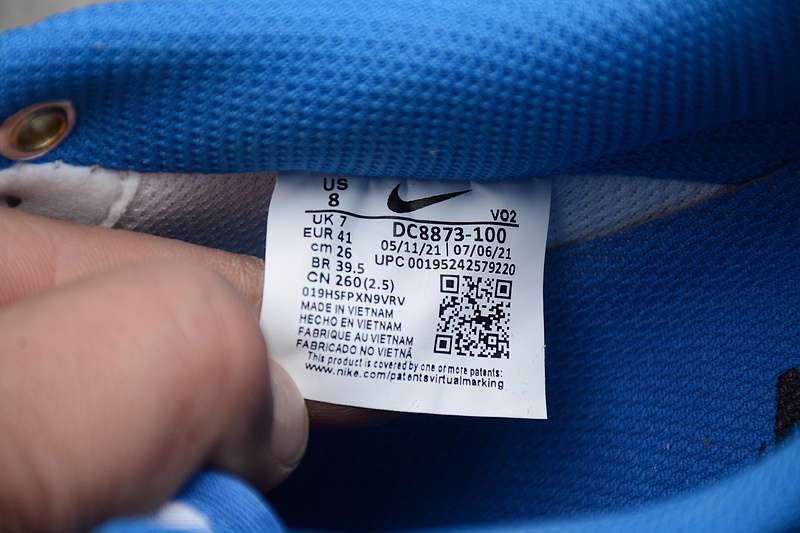 US
8
UK 7
EUR 41
cm 26
BR 39.5
CN 260(2.5)
VO2
DC8873-100
05/11/21 | 07/06/21
UPC 00195242579220
019HSFPXN9VRV
MADE IN VIETNAM
HECHO EN VIETNAM
FABRIQUE AU VIETNAM
FABRICADO NO VIETNÃ
This product is covered by one or more patents:
www.nike.com/patentsvirtualmarking